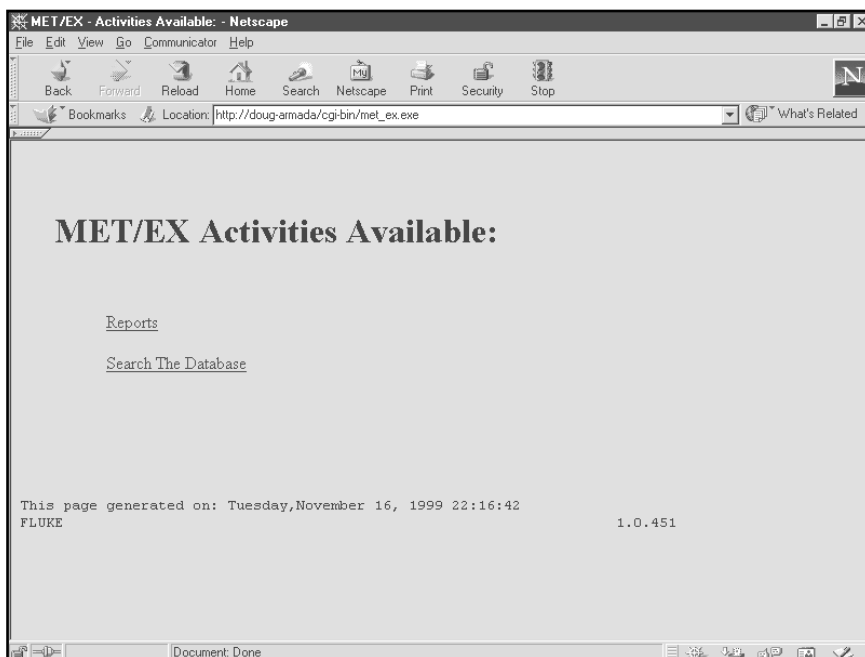 MET/EX - Activities Available: - Netscape
File Edit View Go Communicator Help
Back Forward Reload Home Search Netscape Print Security Stop
My
N
Bookmarks Location: http://doug-armada/cgi-bin/met_ex.exe What's Related
MET/EX Activities Available:
Reports
Search The Database
This page generated on: Tuesday,November 16, 1999 22:16:42
FLUKE 1.0.451
Document: Done